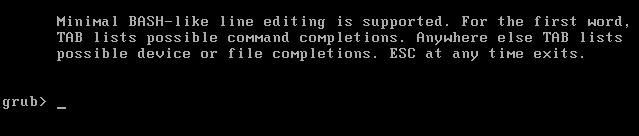 Minimal BASH-like line editing is supported. For the first word,
TAB lists possible command completions. Anywhere else TAB lists
possible device or file completions. ESC at any time exits.
grub> _